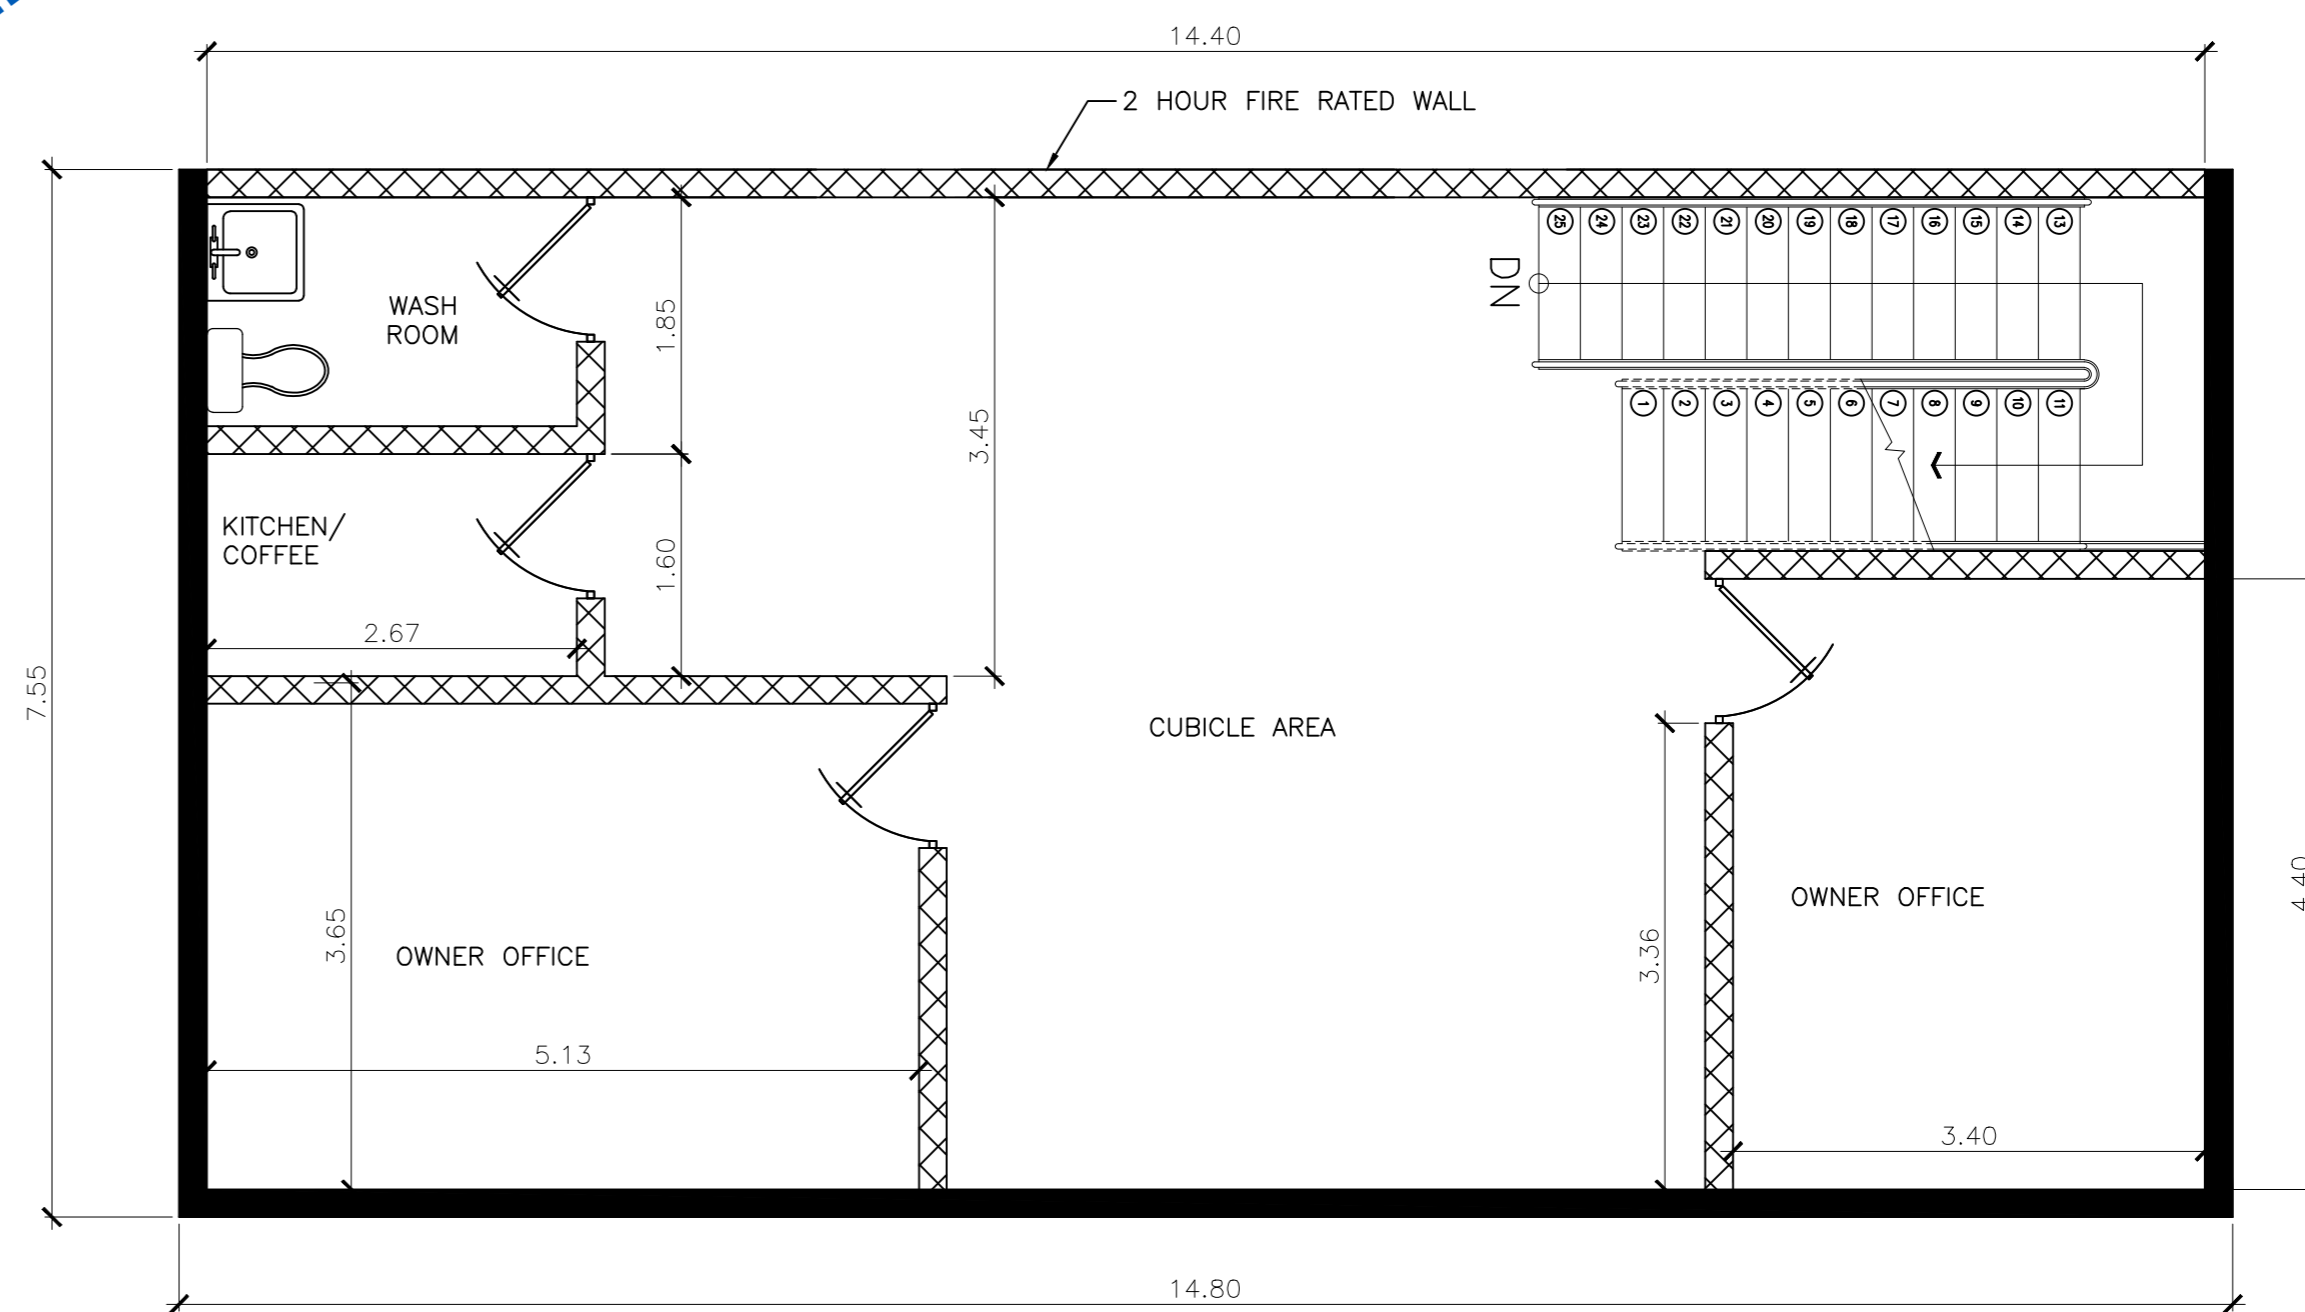 14.40
2 HOUR FIRE RATED WALL
25 24 23 22 21 20 19 18 17 16 15 14 13
DN
WASH
ROOM
1.85
3.45
1 2 3 4 5 6 7 8 9 10 11
KITCHEN/
COFFEE
1.60
2.67
7.55
CUBICLE AREA
4.40
OWNER OFFICE
3.65
OWNER OFFICE
3.36
5.13
3.40
14.80